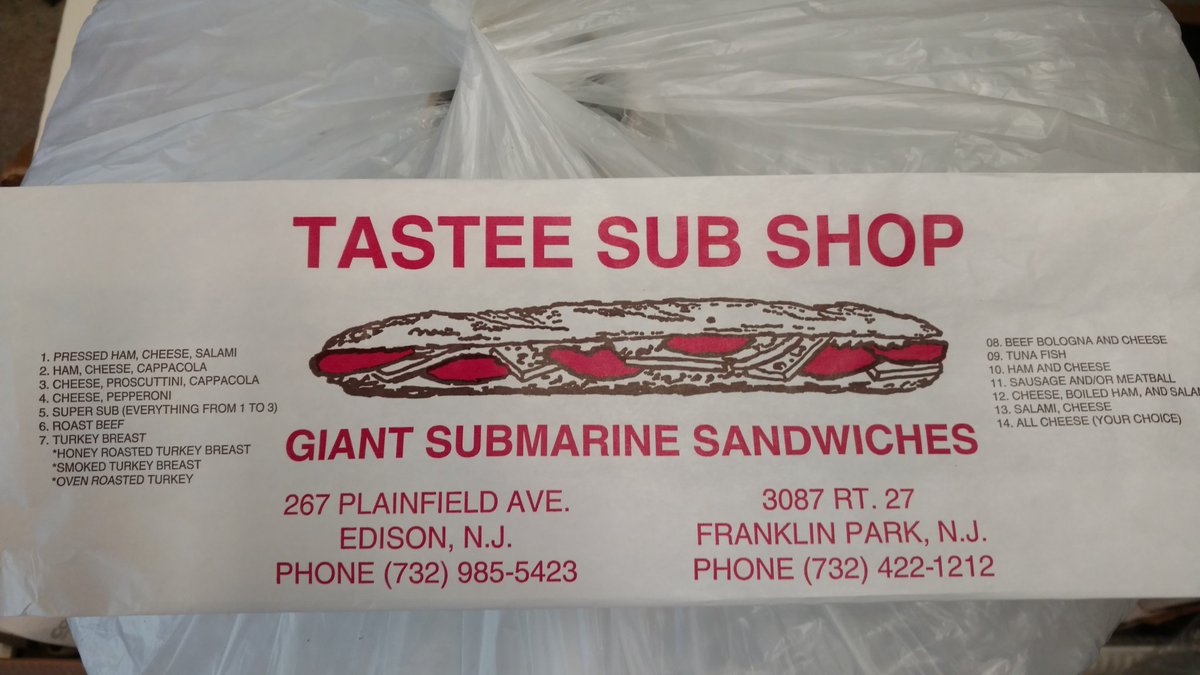 TASTEE SUB SHOP
1. PRESSED HAM, CHEESE, SALAMI
2. HAM, CHEESE, CAPPACOLA
3. CHEESE, PROSCUTTINI, CAPPACOLA
4. CHEESE, PEPPERONI
5. SUPER SUB (EVERYTHING FROM 1 TO 3)
6. ROAST BEEF
7. TURKEY BREAST
*HONEY ROASTED TURKEY BREAST
*SMOKED TURKEY BREAST
*OVEN ROASTED TURKEY
08. BEEF BOLOGNA AND CHEESE
09. TUNA FISH
10. HAM AND CHEESE
11. SAUSAGE AND/OR MEATBALL
12. CHEESE, BOILED HAM, AND
13. SALAMI, CHEESE
14. ALL CHEESE (YOUR CHOICE)
GIANT SUBMARINE SANDWICHES
267 PLAINFIELD AVE.
EDISON, N.J.
PHONE (732) 985-5423
3087 RT. 27
FRANKLIN PARK, N.J.
PHONE (732) 422-1212